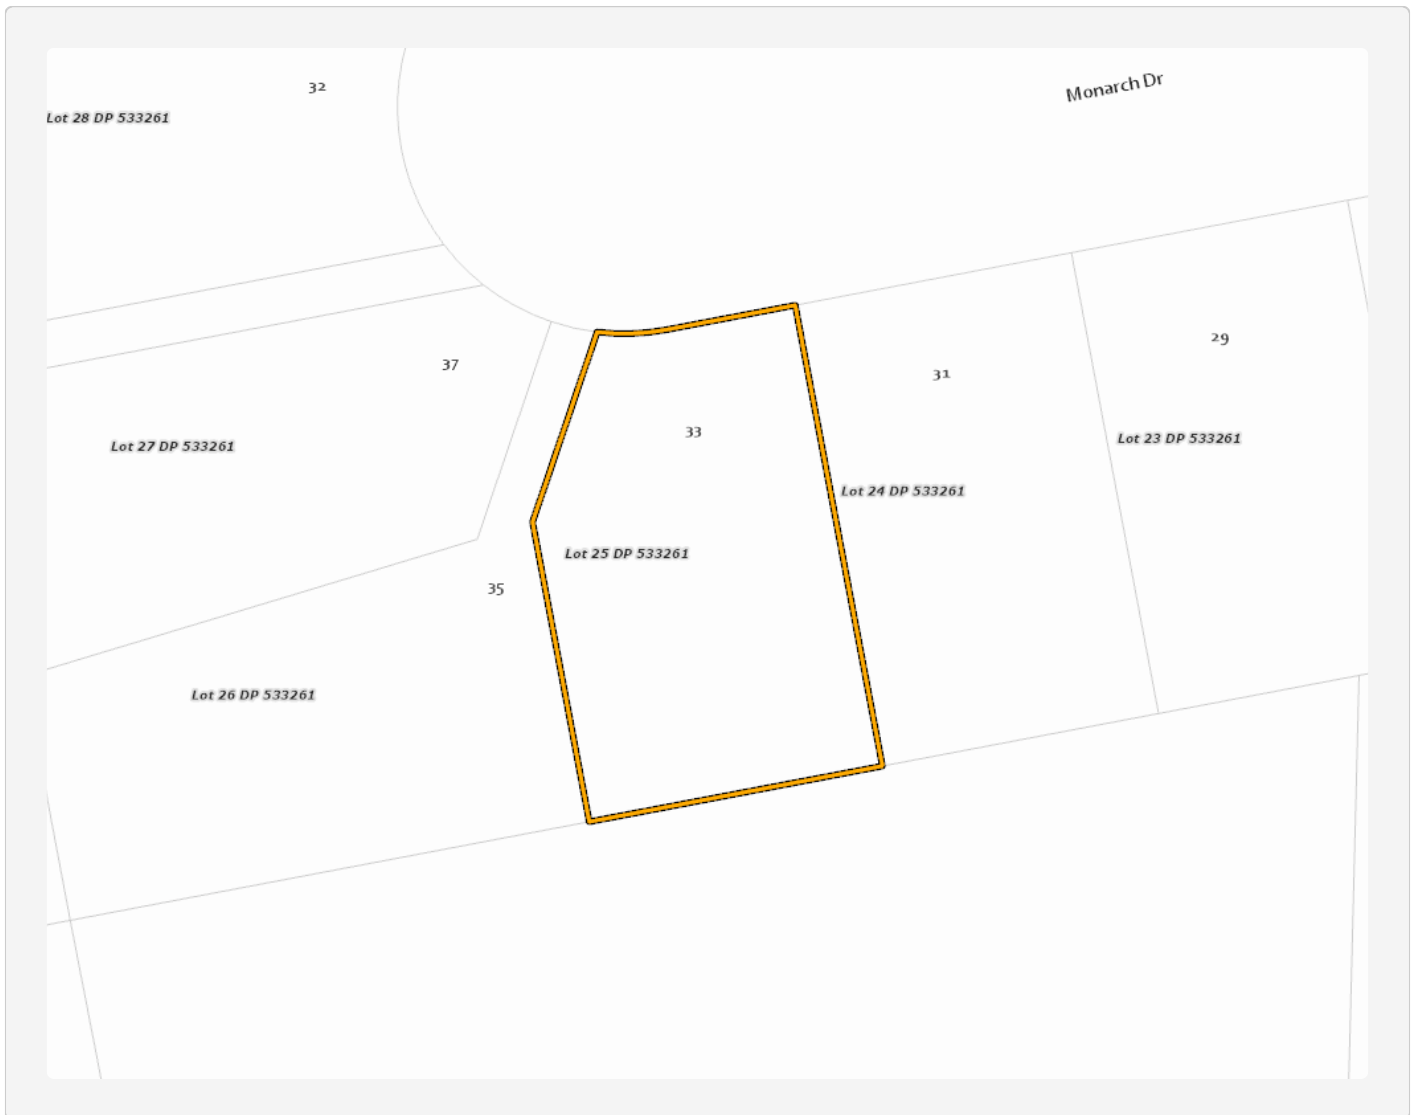 32
Monarch Dr
Lot 28 DP 533261
29
37
31
33
Lot 23 DP 533261
Lot 27 DP 533261
Lot 24 DP 533261
Lot 25 DP 533261
35
Lot 26 DP 533261